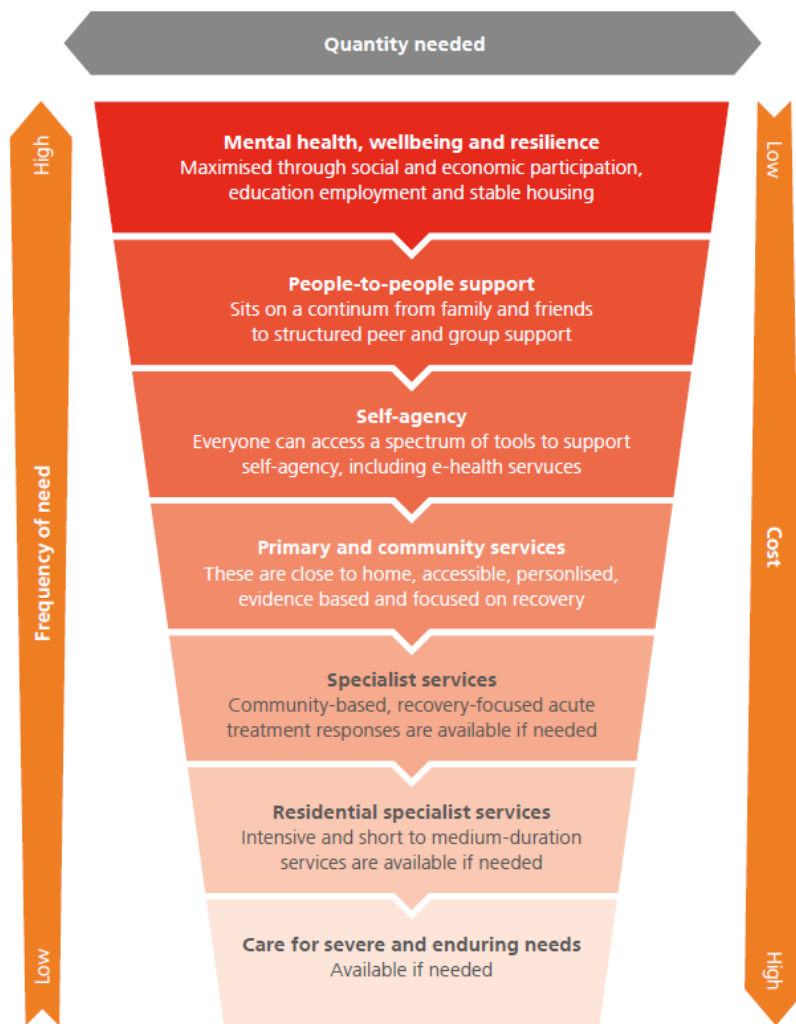 Quantity needed
High
Frequency of need
Low
Mental health, wellbeing and resilience
Maximised through social and economic participation,
education employment and stable housing
People-to-people support
Sits on a continum from family and friends
to structured peer and group support
Self-agency
Everyone can access a spectrum of tools to support
self-agency, including e-health servuces
Primary and community services
These are close to home, accessible, personlised,
evidence based and focused on recovery
Specialist services
Community-based, recovery-focused acute
treatment responses are available if needed
Residential specialist services
Intensive and short to medium-duration
services are available if needed
Care for severe and enduring needs
Available if needed
Low
Cost
High